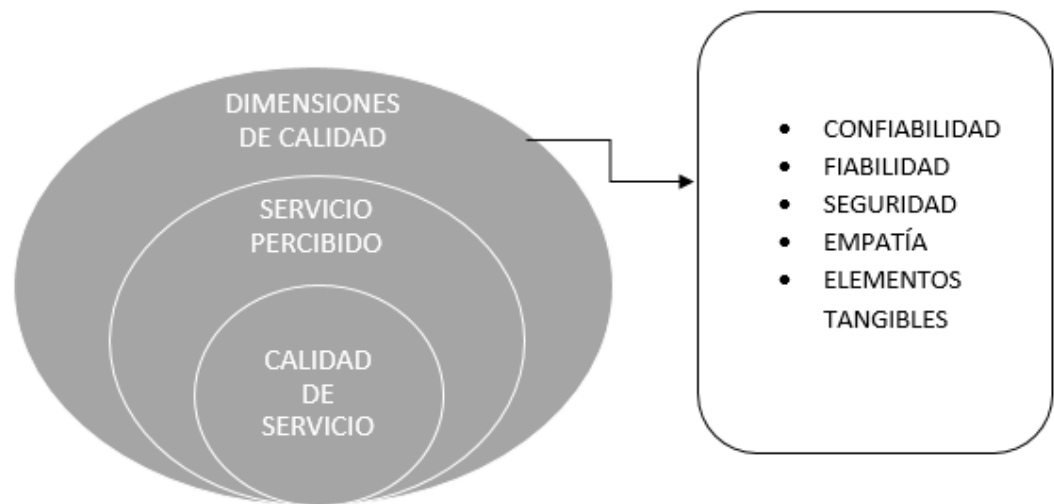 DIMENSIONES
DE CALIDAD
SERVICIO
PERCIBIDO
CALIDAD
DE
SERVICIO
• CONFIABILIDAD
• FIABILIDAD
• SEGURIDAD
• EMPATÍA
• ELEMENTOS
TANGIBLES